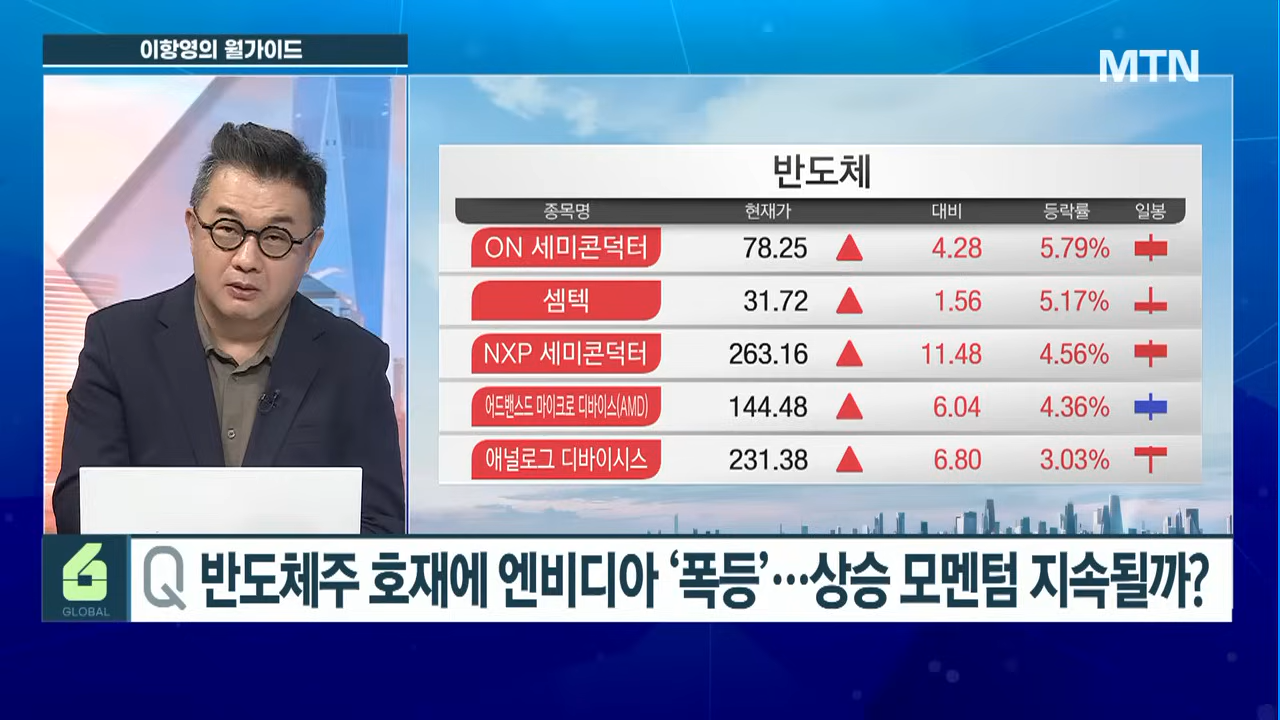 이항영의 월가이드
MTN
반도체
종목명 현재가 대비 등락률 일봉
ON 세미콘덕터 78.25 ▲ 4.28 5.79%
셈텍 31.72 ▲ 1.56 5.17%
NXP 세미콘덕터 263.16 ▲ 11.48 4.56%
어드밴스드 마이크로 디바이스(AMD) 144.48 ▲ 6.04 4.36%
애널로그 디바이시스 231.38 ▲ 6.80 3.03%
6 GLOBAL
Q 반도체주 호재에 엔비디아 ‘폭등’…상승 모멘텀 지속될까?